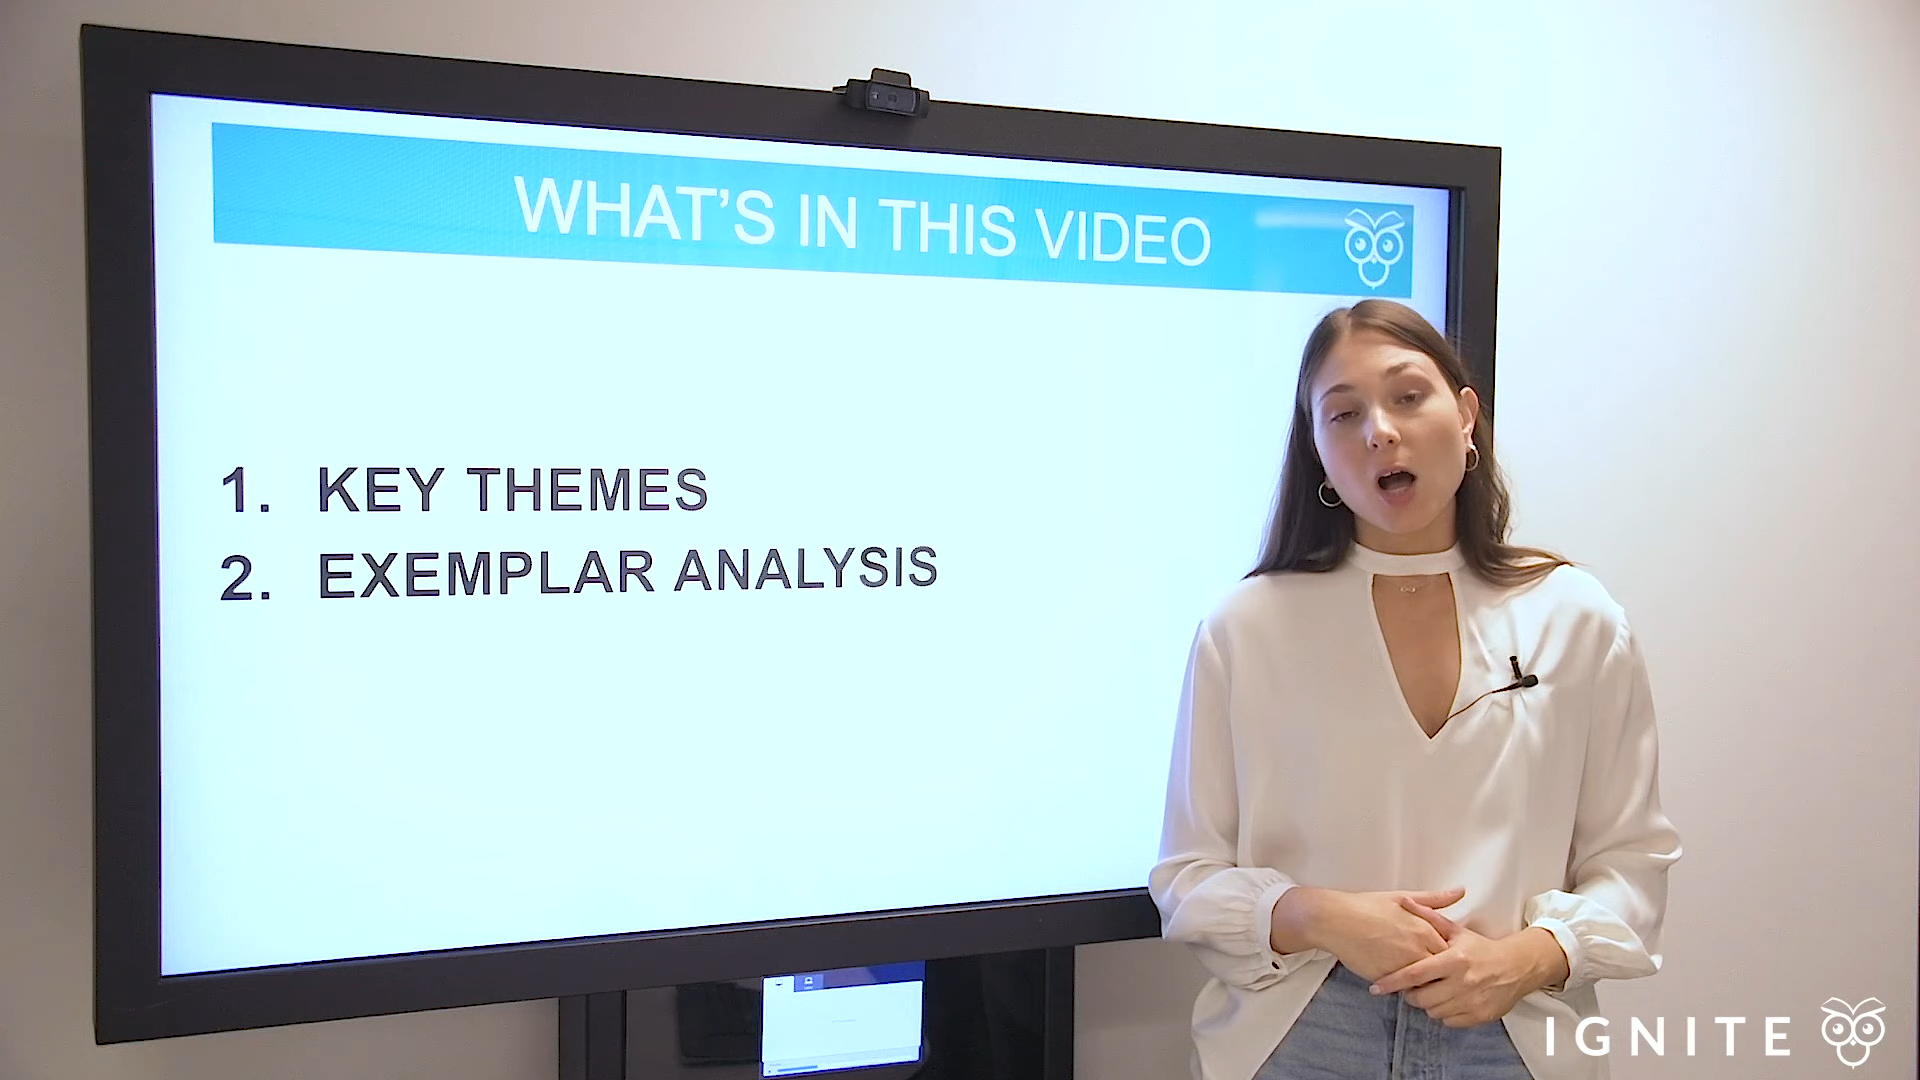 WHAT'S IN THIS VIDEO
1. KEY THEMES
2. EXEMPLAR ANALYSIS
IGNITE